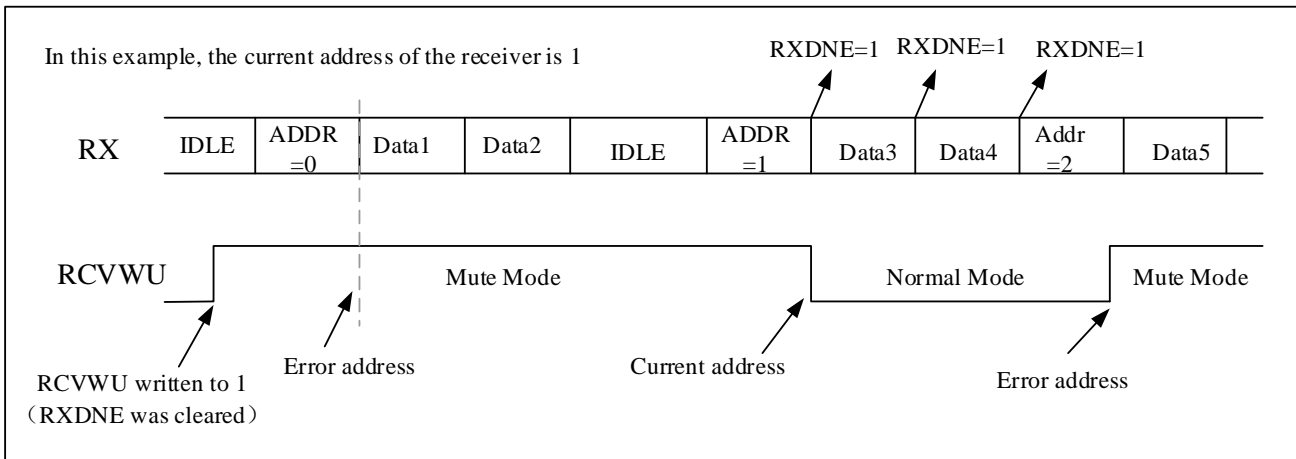 In this example, the current address of the receiver is 1
RXDNE=1
RXDNE=1
RXDNE=1
RX
IDLE
ADDR
=0
Data1
Data2
IDLE
ADDR
=1
Data3
Data4
Addr
=2
Data5
RCVWU
Mute Mode
Normal Mode
Mute Mode
RCVWU written to 1
（RXDNE was cleared）
Error address
Current address
Error address